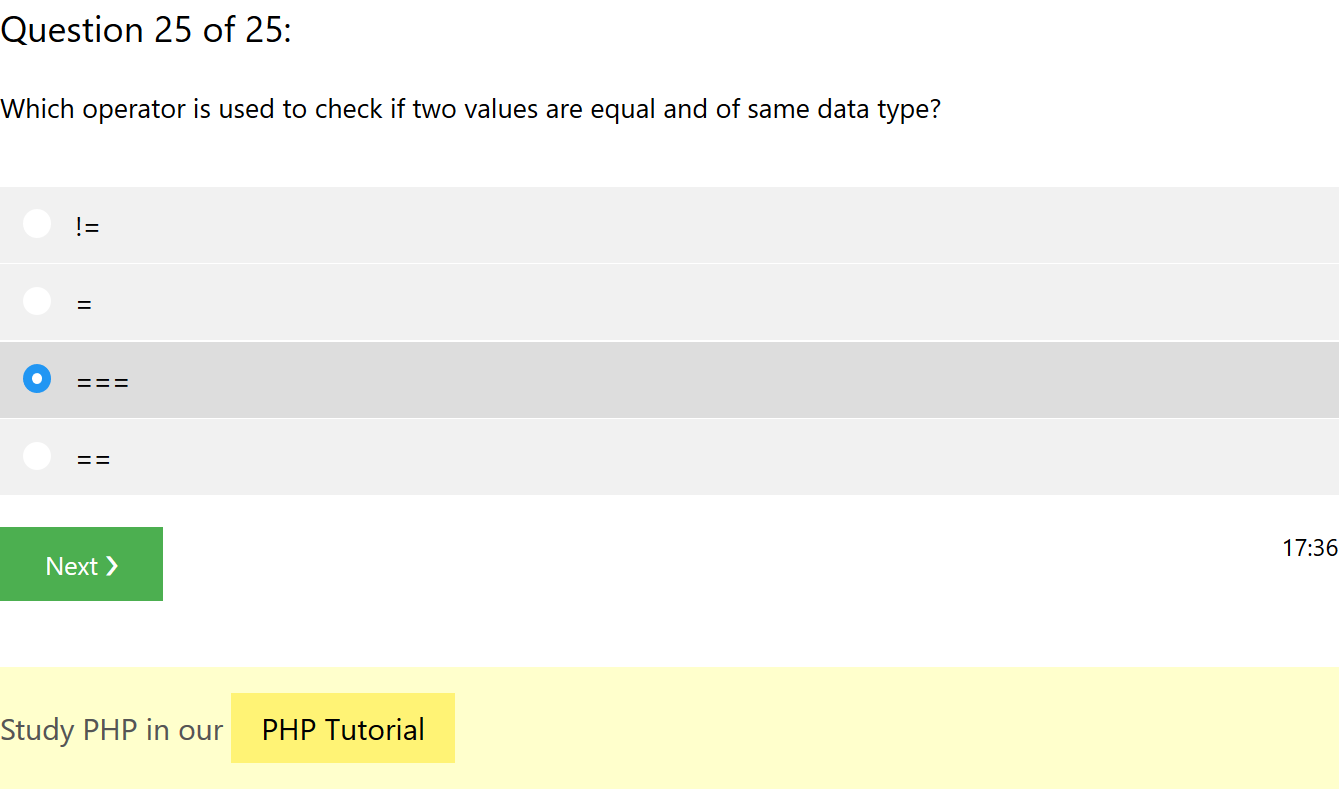 Question 25 of 25:
Which operator is used to check if two values are equal and of same data type?
!=
=
===
==
Next ❯
17:36
Study PHP in our PHP Tutorial